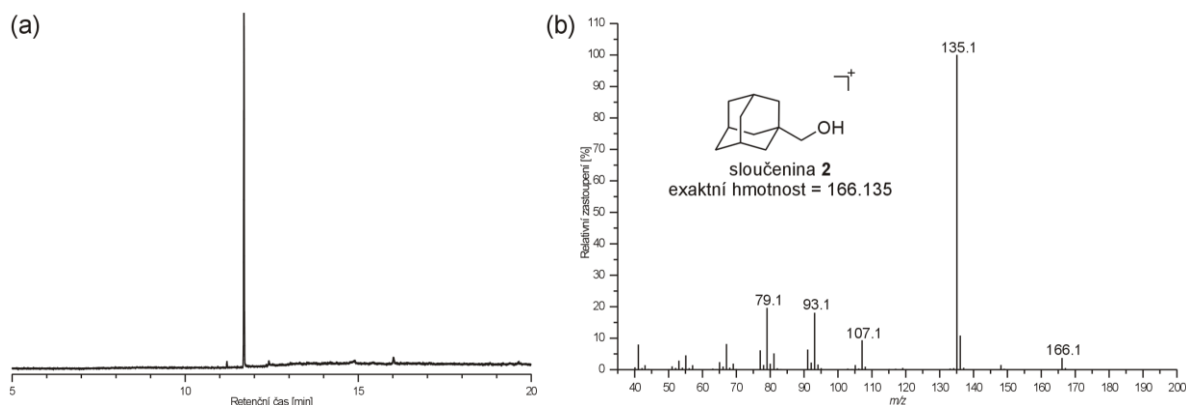 (a)
5
10
15
20
Retenční čas [min]
(b)
110
100
90
80
70
60
50
40
30
20
10
0
Relativní zastoupení [%]
135.1
OH
+
sloučenina 2
exaktní hmotnost = 166.135
79.1
93.1
107.1
166.1
40 50 60 70 80 90 100 110 120 130 140 150 160 170 180 190 200
m/z